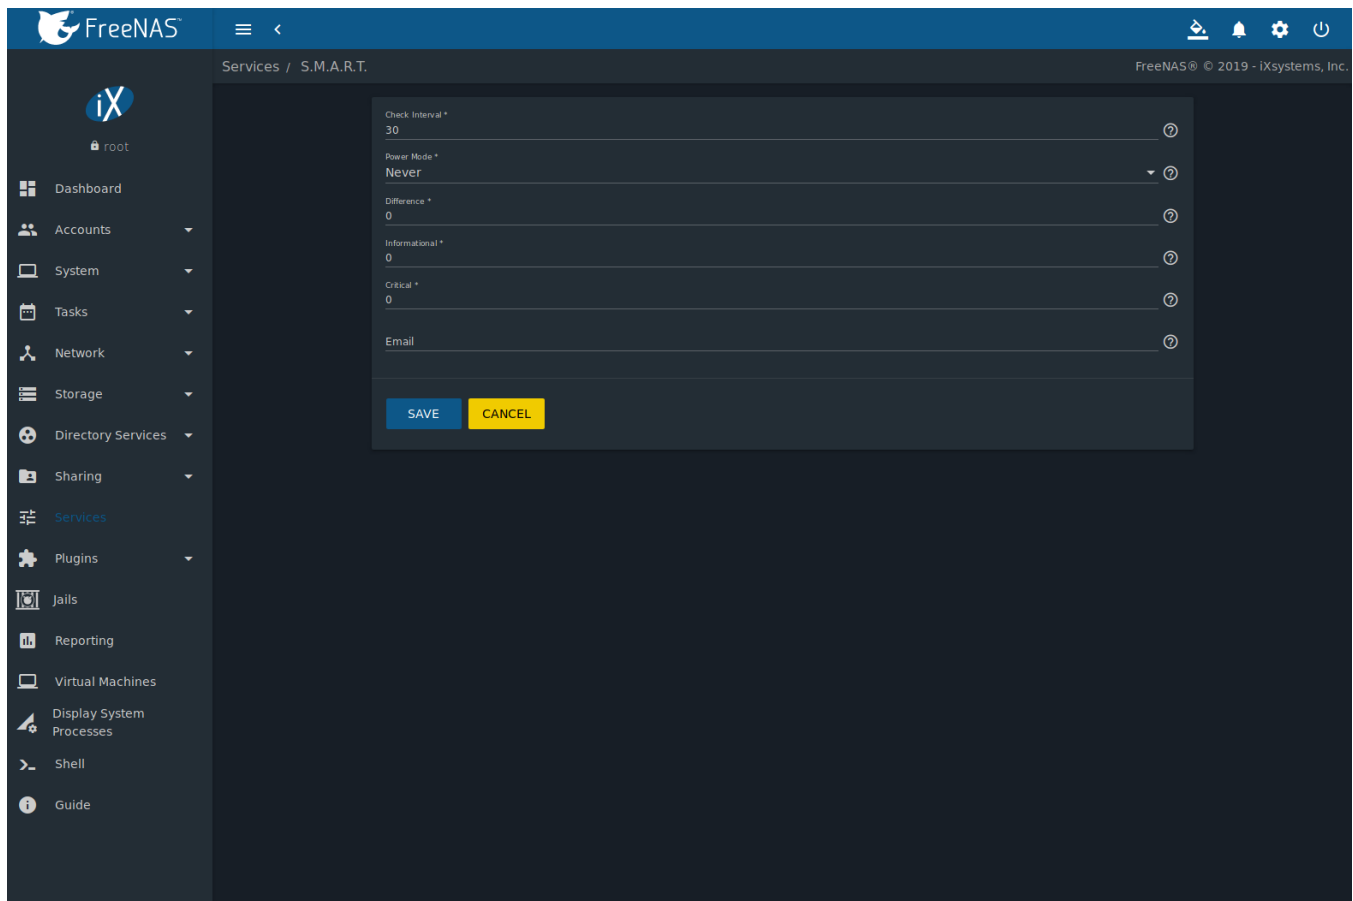 FreeNAS™
Services / S.M.A.R.T.
FreeNAS® © 2019 - iXsystems, Inc.
iX
root
Dashboard
Accounts
System
Tasks
Network
Storage
Directory Services
Sharing
Services
Plugins
Jails
Reporting
Virtual Machines
Display System
Processes
Shell
Guide
Check Interval *
30
Power Mode *
Never
Difference *
0
Informational *
0
Critical *
0
Email
SAVE
CANCEL